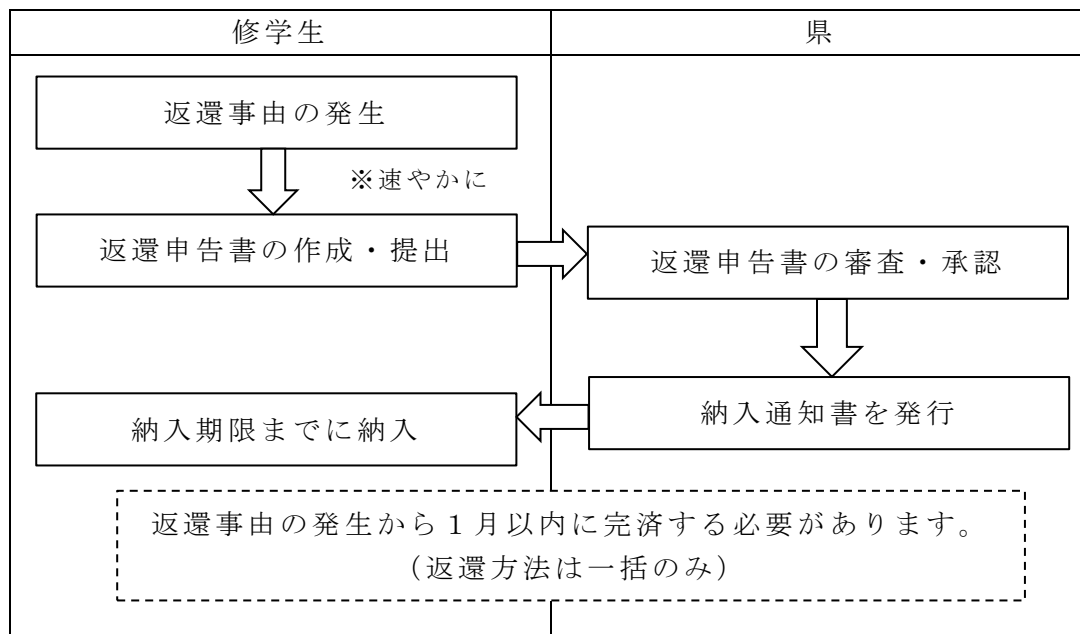 修学生
県
返還事由の発生
※速やかに
返還申告書の作成・提出
返還申告書の審査・承認
納入通知書を発行
納入期限までに納入
返還事由の発生から１月以内に完済する必要があります。
（返還方法は一括のみ）